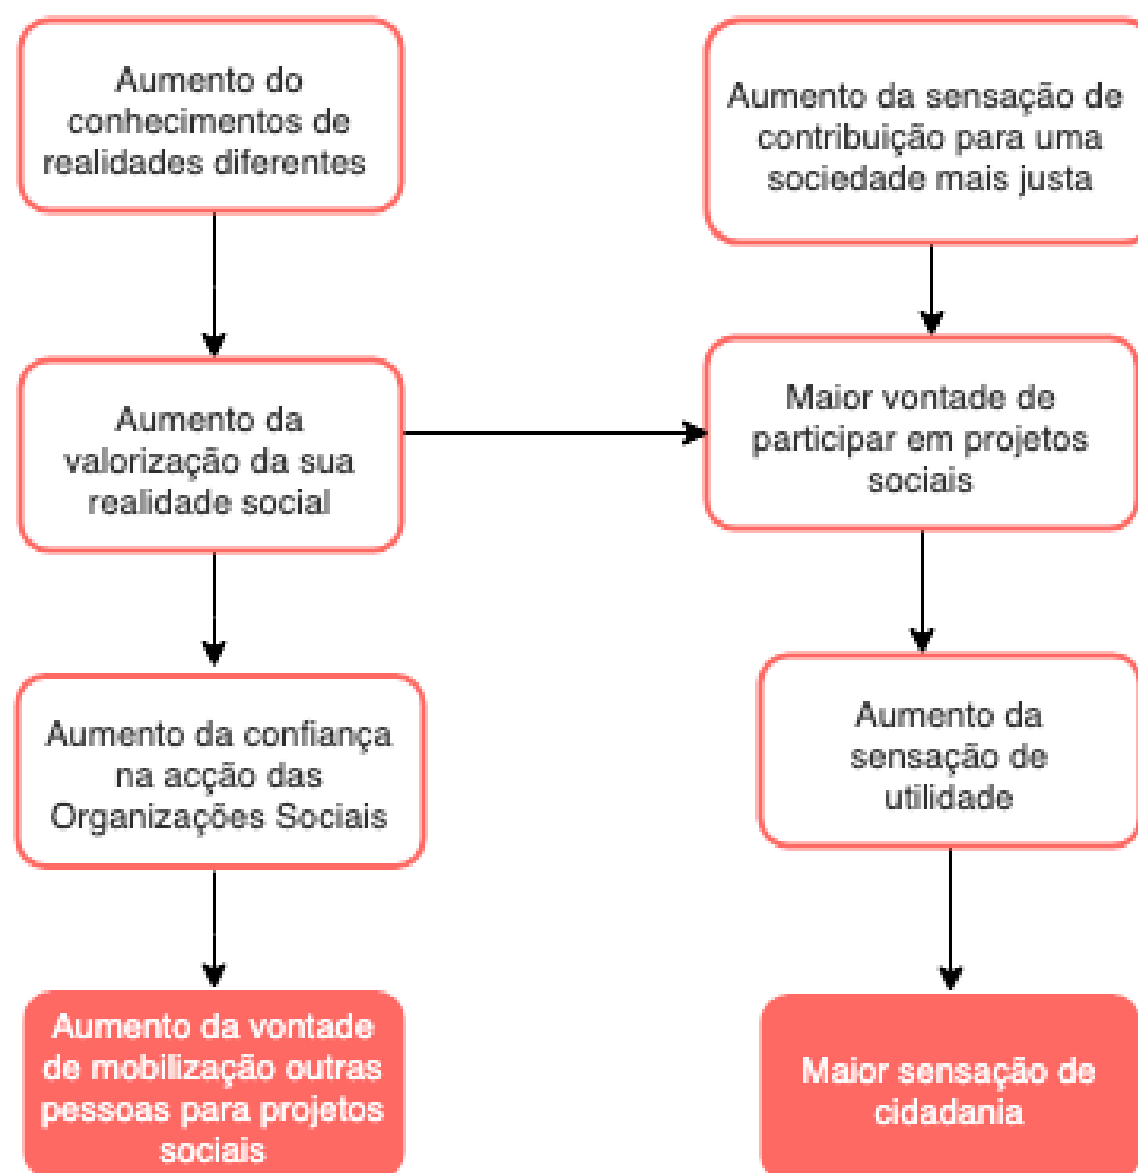 Aumento do
conhecimentos de
realidades diferentes
Aumento da sensação de
contribuição para uma
sociedade mais justa
Aumento da
valorização da sua
realidade social
Maior vontade de
participar em projetos
sociais
Aumento da confiança
na acção das
Organizações Sociais
Aumento da
sensação de
utilidade
Aumento da vontade
de mobilização outras
pessoas para projetos
sociais
Maior sensação de
cidadania